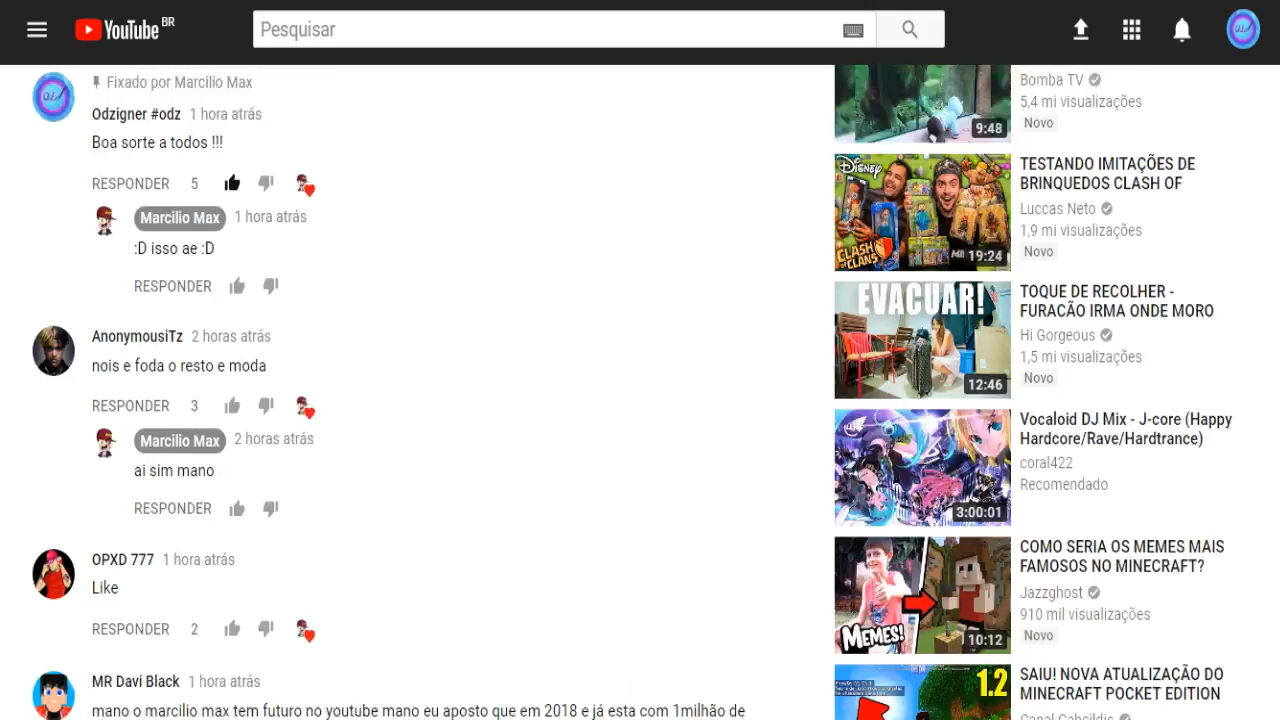 YouTube BR
Pesquisar
Fixado por Marcilio Max
Odzigner #odz 1 hora atrás
Boa sorte a todos !!!
RESPONDER 5
Marcilio Max 1 hora atrás
:D isso ae :D
RESPONDER
AnonymousiTz 2 horas atrás
nois e foda o resto e moda
RESPONDER 3
Marcilio Max 2 horas atrás
ai sim mano
RESPONDER
OPXD 777 1 hora atrás
Like
RESPONDER 2
MR Davi Black 1 hora atrás
mano o marcilio max tem futuro no youtube mano eu aposto que em 2018 e já esta com 1milhão de
9:48
Bomba TV
5,4 mi visualizações
Novo
Disney
CLASH OF
CLANS
19:24
TESTANDO IMITAÇÕES DE
BRINQUEDOS CLASH OF
Luccas Neto
1,9 mi visualizações
Novo
EVACUAR!
12:46
TOQUE DE RECOLHER -
FURACÃO IRMA ONDE MORO
Hi Gorgeous
1,5 mi visualizações
Novo
3:00:01
Vocaloid DJ Mix - J-core (Happy
Hardcore/Rave/Hardtrance)
coral422
Recomendado
MEMES!
10:12
COMO SERIA OS MEMES MAIS
FAMOSOS NO MINECRAFT?
Jazzghost
910 mil visualizações
Novo
1.2
SAIU! NOVA ATUALIZAÇÃO DO
MINECRAFT POCKET EDITION